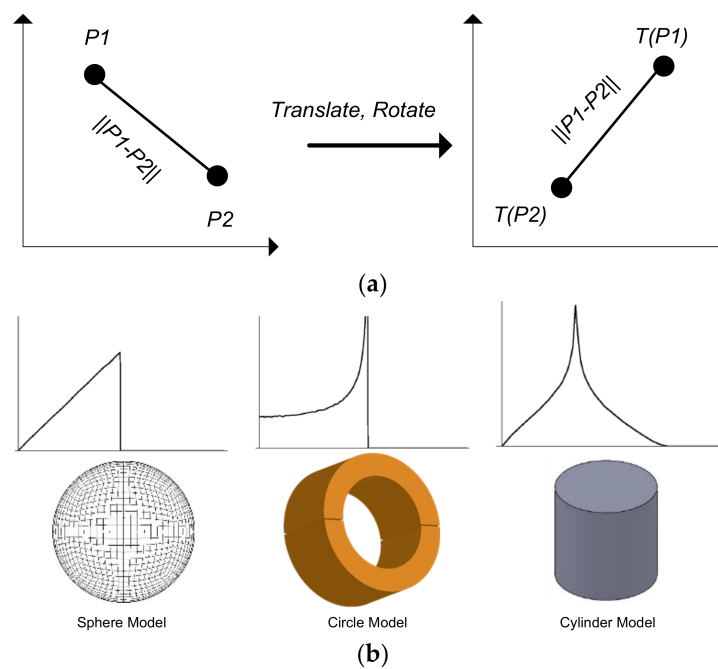 P1
T(P1)
Translate, Rotate
||P1-P2||
||P1-P2||
P2
T(P2)
(a)
Sphere Model
Circle Model
Cylinder Model
(b)